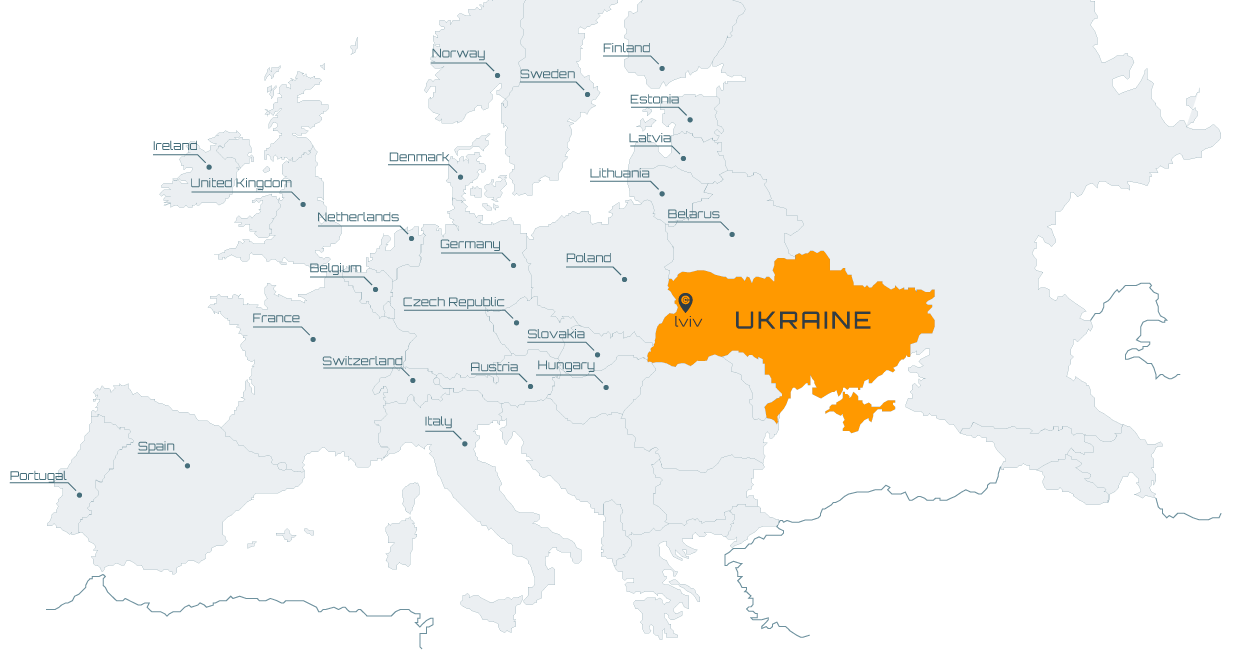 Norway
Finland
Sweden
Estonia
Latvia
Ireland
Denmark
Lithuania
United Kingdom
Netherlands
Belarus
Germany
Poland
Belgium
Czech Republic
France
lviv
UKRAINE
Slovakia
Switzerland
Austria
Hungary
Italy
Spain
Portugal